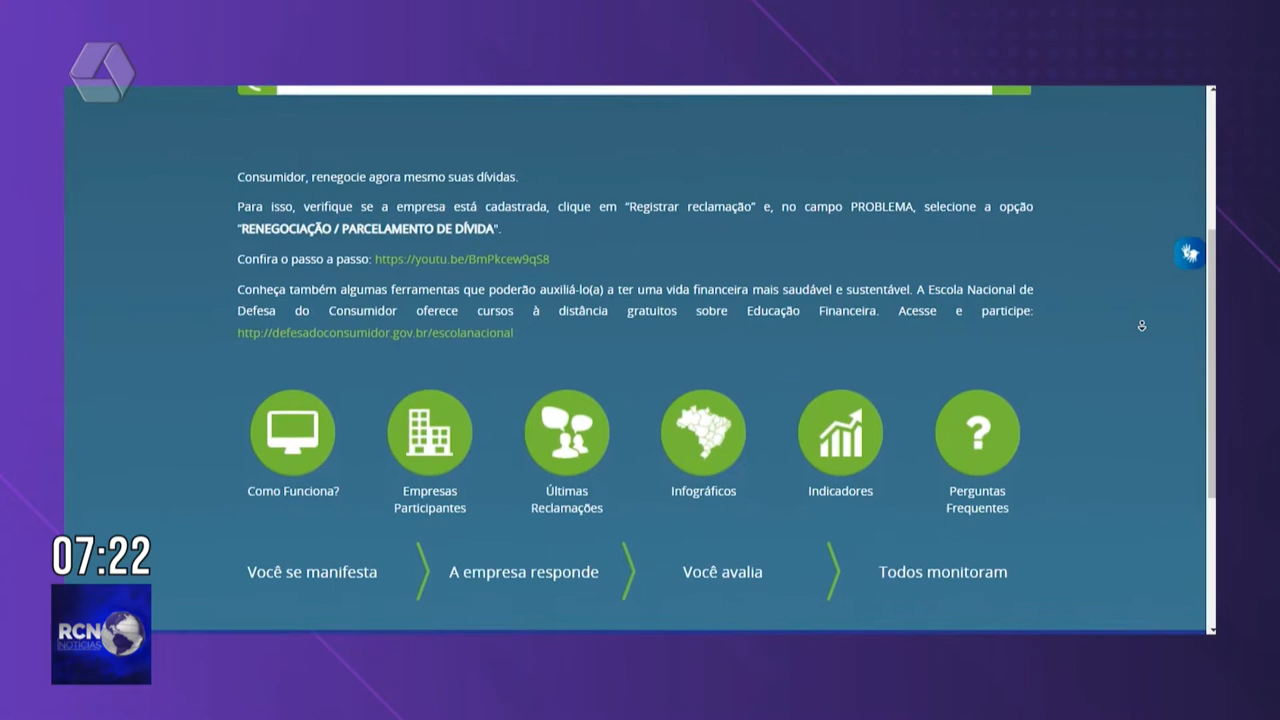 Consumidor, renegocie agora mesmo suas dívidas.
Para isso, verifique se a empresa está cadastrada, clique em “Registrar reclamação” e, no campo PROBLEMA, selecione a opção
“RENEGOCIAÇÃO / PARCELAMENTO DE DÍVIDA”.
Confira o passo a passo: https://youtu.be/BmPkcew9qS8
Conheça também algumas ferramentas que poderão auxiliá-lo(a) a ter uma vida financeira mais saudável e sustentável. A Escola Nacional de
Defesa do Consumidor oferece cursos à distância gratuitos sobre Educação Financeira. Acesse e participe:
http://defesadoconsumidor.gov.br/escolanacional
?
Como Funciona?
Empresas
Participantes
Últimas
Reclamações
Infográficos
Indicadores
Perguntas
Frequentes
Você se manifesta
A empresa responde
Você avalia
Todos monitoram
07:22
RCN
NOTÍCIAS